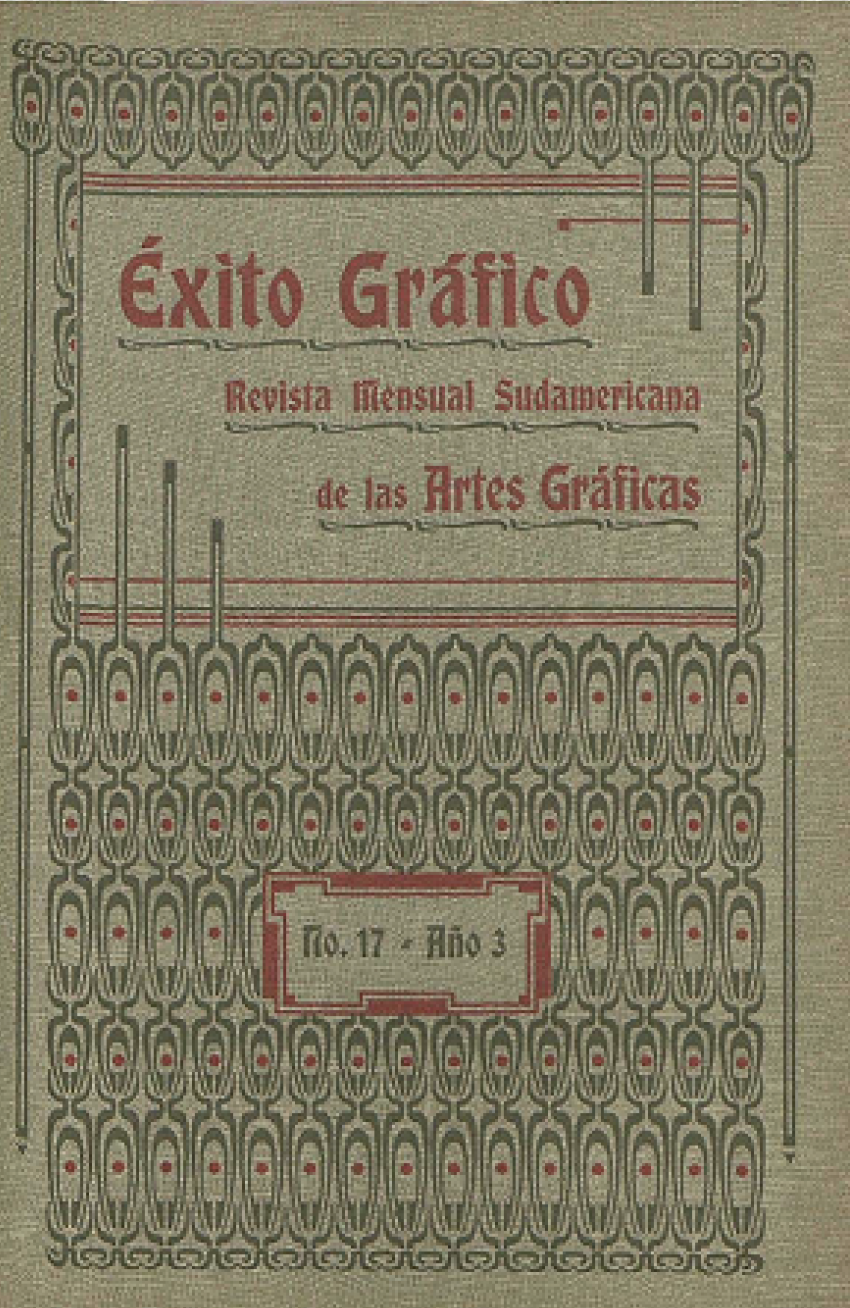 Éxito Gráfico
Revista Mensual Sudamericana
de las Artes Gráficas
No. 17 - Año 3